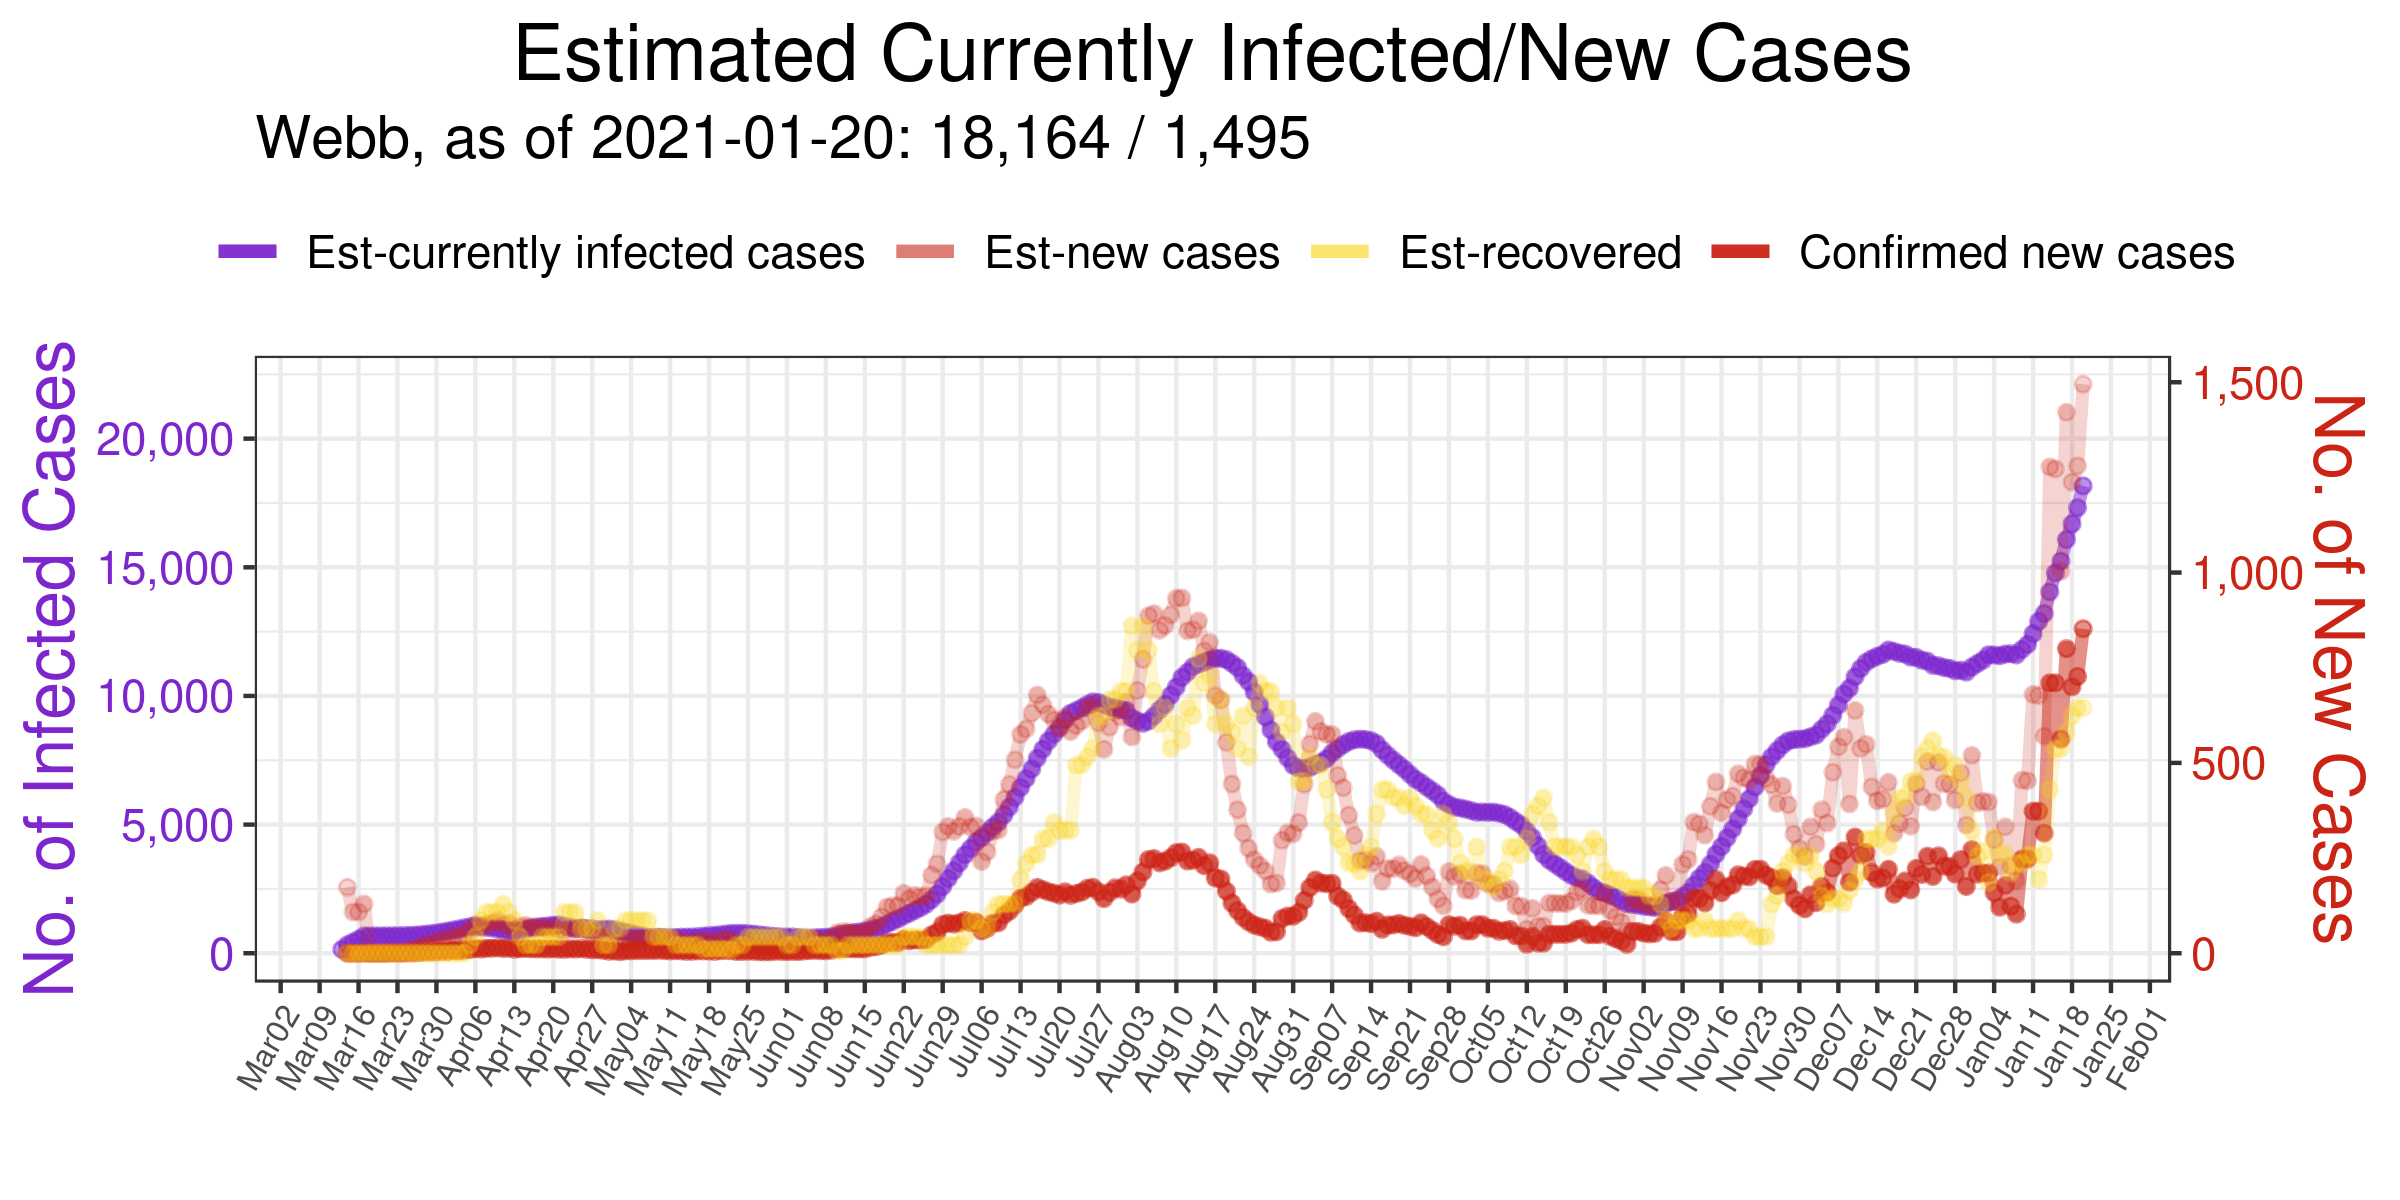 Estimated Currently Infected/New Cases
Webb, as of 2021-01-20: 18,164 / 1,495
Est-currently infected cases Est-new cases Est-recovered Confirmed new cases
No. of Infected Cases
20,000
15,000
10,000
5,000
0
1,500
1,000
500
0
No. of New Cases
Mar02 Mar09 Mar16 Mar23 Mar30 Apr06 Apr13 Apr20 Apr27 May04 May11 May18 May25 Jun01 Jun08 Jun15 Jun22 Jun29 Jul06 Jul13 Jul20 Jul27 Aug03 Aug10 Aug17 Aug24 Aug31 Sep07 Sep14 Sep21 Sep28 Oct05 Oct12 Oct19 Oct26 Nov02 Nov09 Nov16 Nov23 Nov30 Dec07 Dec14 Dec21 Dec28 Jan04 Jan11 Jan18 Jan25 Feb01